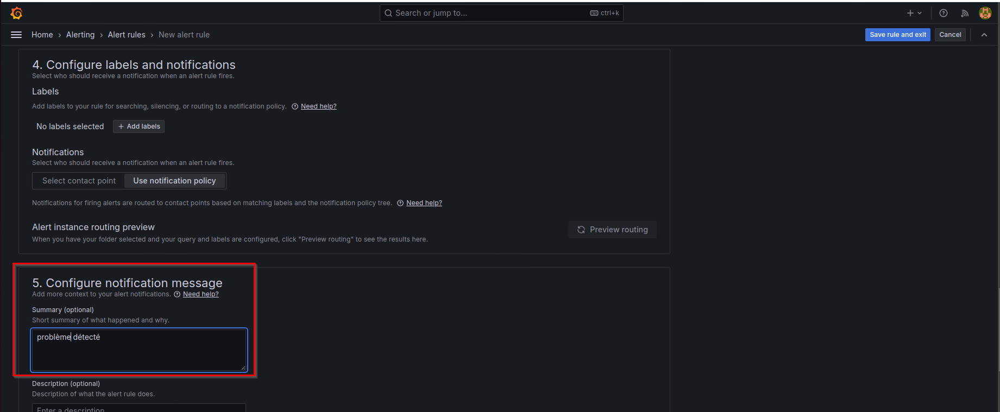 Search or jump to...
ctrl+k
Home › Alerting › Alert rules › New alert rule
Save rule and exit
Cancel
4. Configure labels and notifications
Select who should receive a notification when an alert rule fires.
Labels
Add labels to your rule for searching, silencing, or routing to a notification policy. Need help?
No labels selected
+ Add labels
Notifications
Select who should receive a notification when an alert rule fires.
Select contact point
Use notification policy
Notifications for firing alerts are routed to contact points based on matching labels and the notification policy tree. Need help?
Alert instance routing preview
Preview routing
When you have your folder selected and your query and labels are configured, click "Preview routing" to see the results here.
5. Configure notification message
Add more context to your alert notifications. Need help?
Summary (optional)
Short summary of what happened and why.
problème détecté
Description (optional)
Description of what the alert rule does.
Enter a description